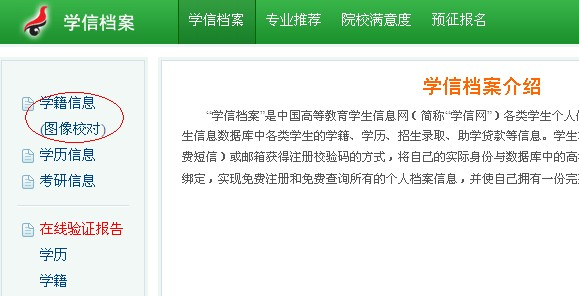 学信档案
学信档案 专业推荐 院校满意度 预征报名
学籍信息
(图像校对)
学历信息
考研信息
在线验证报告
学历
学籍
学信档案介绍
“学信档案”是中国高等教育学生信息网(简称“学信网”)各类学生个人
生信息数据库中各类学生的学籍、学历、招生录取、助学贷款等信息。学生
费短信)或邮箱获得注册校验码的方式，将自己的实际身份与数据库中的高
绑定，实现免费注册和免费查询所有的个人档案信息，并使自己拥有一份完